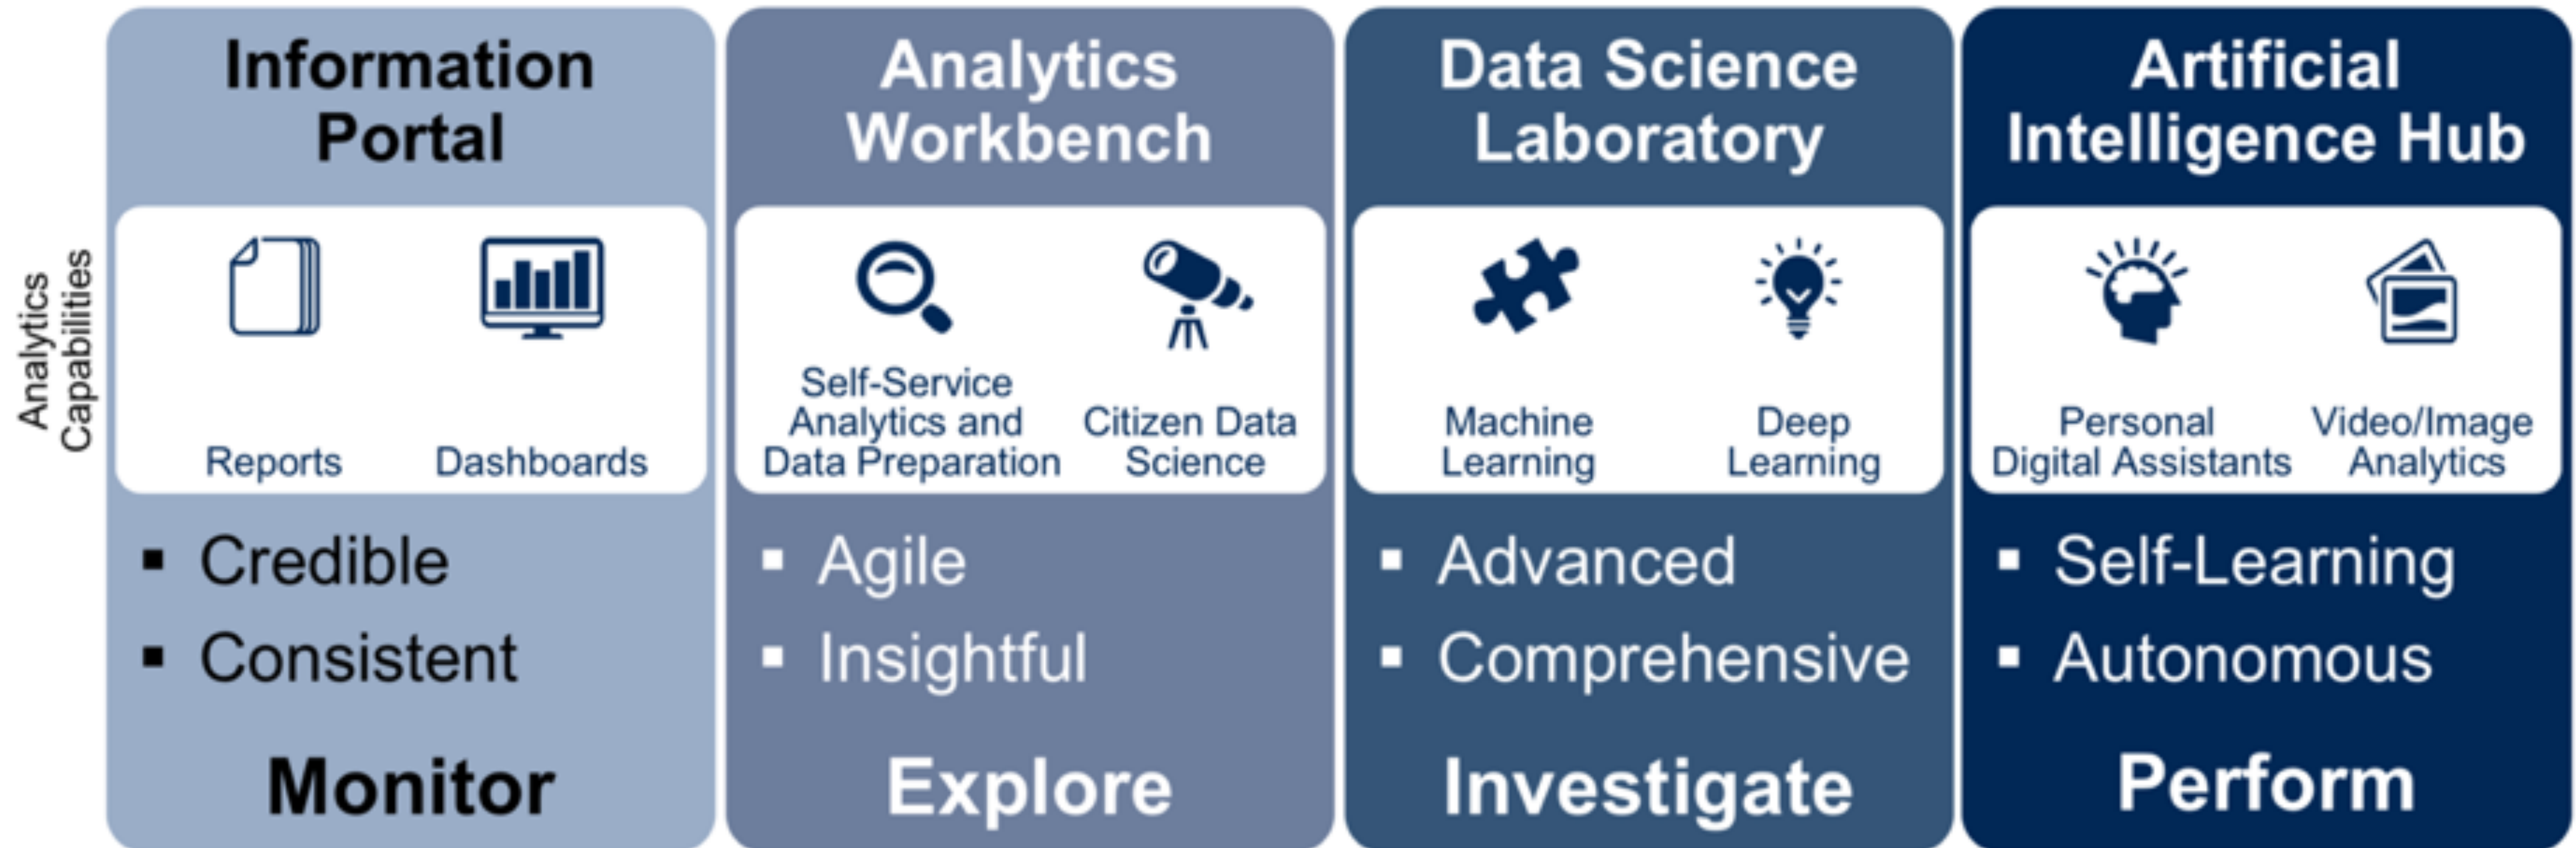 Information
Portal
Analytics
Capabilities
Reports
Dashboards
▪ Credible
▪ Consistent
Monitor
Analytics
Workbench
Self-Service
Analytics and
Data Preparation
Citizen Data
Science
▪ Agile
▪ Insightful
Explore
Data Science
Laboratory
Machine
Learning
Deep
Learning
▪ Advanced
▪ Comprehensive
Investigate
Artificial
Intelligence Hub
Personal
Digital Assistants
Video/Image
Analytics
▪ Self-Learning
▪ Autonomous
Perform